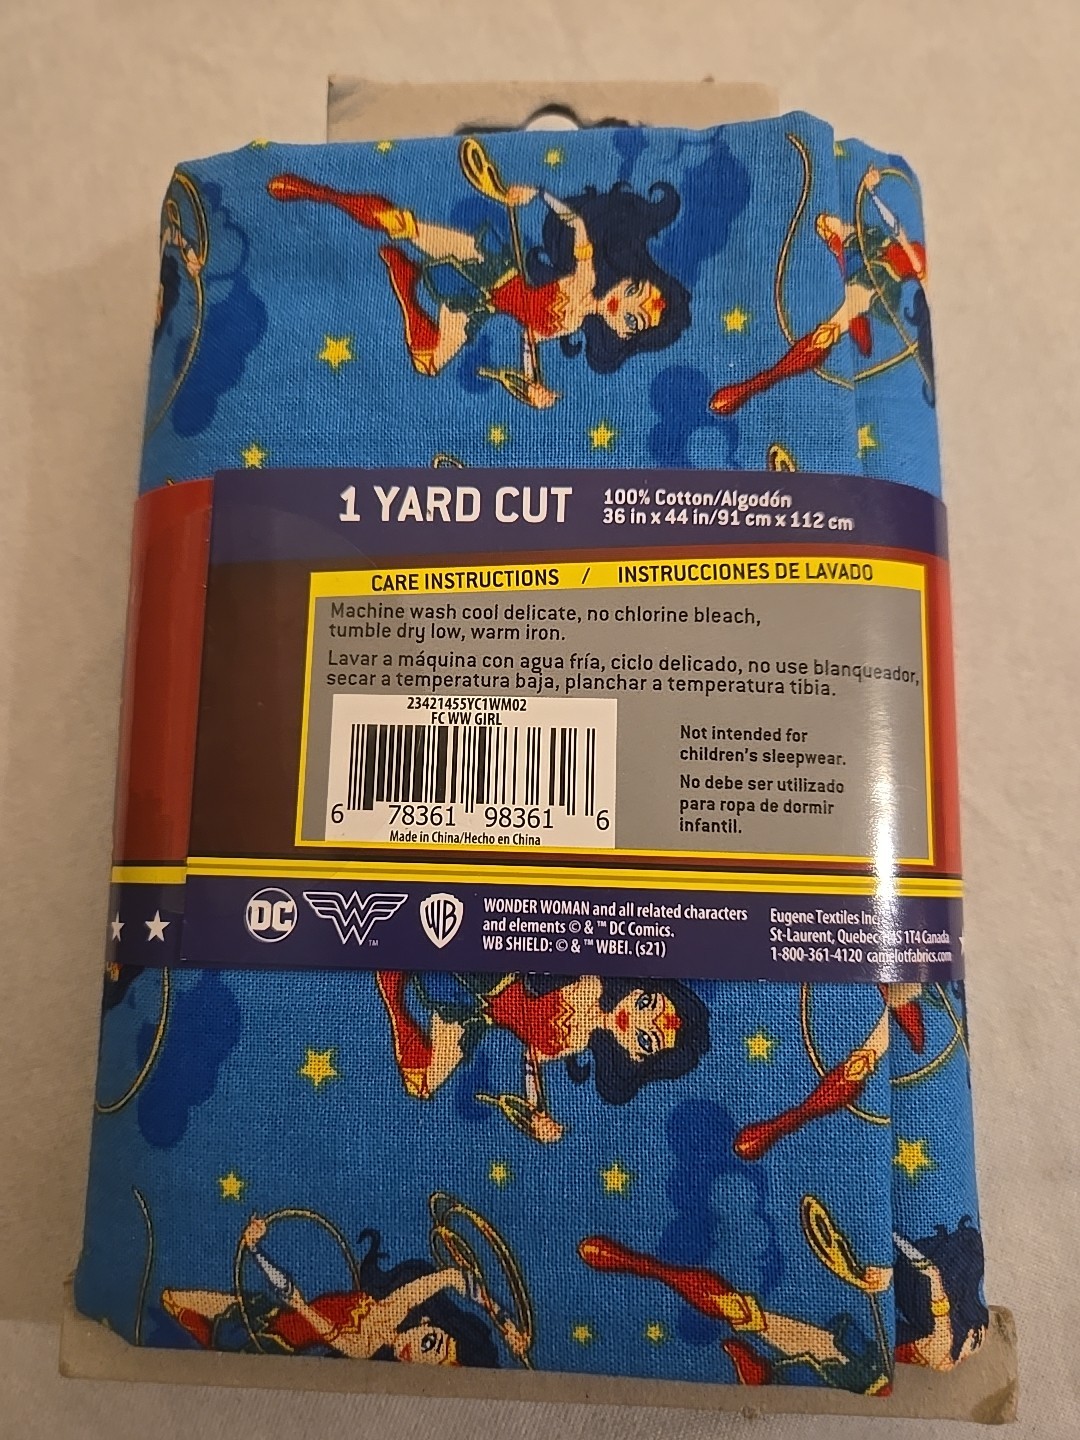 1 YARD CUT
100% Cotton/Algodón
36 in x 44 in/91 cm x 112 cm
CARE INSTRUCTIONS / INSTRUCCIONES DE LAVADO
Machine wash cool delicate, no chlorine bleach,
tumble dry low, warm iron.
Lavar a máquina con agua fría, ciclo delicado, no use blanqueador,
secar a temperatura baja, planchar a temperatura tibia.
23421455YC1WM02
FC WW GIRL
6 78361 98361 6
Made in China/Hecho en China
Not intended for
children's sleepwear.
No debe ser utilizado
para ropa de dormir
infantil.
DC
TM
WB
WONDER WOMAN and all related characters
and elements © & ™ DC Comics.
WB SHIELD: © & ™ WBEI. (s21)
Eugene Textiles Inc
St-Laurent, Quebec 1T4 Canada
1-800-361-4120 camelotfabrics.com